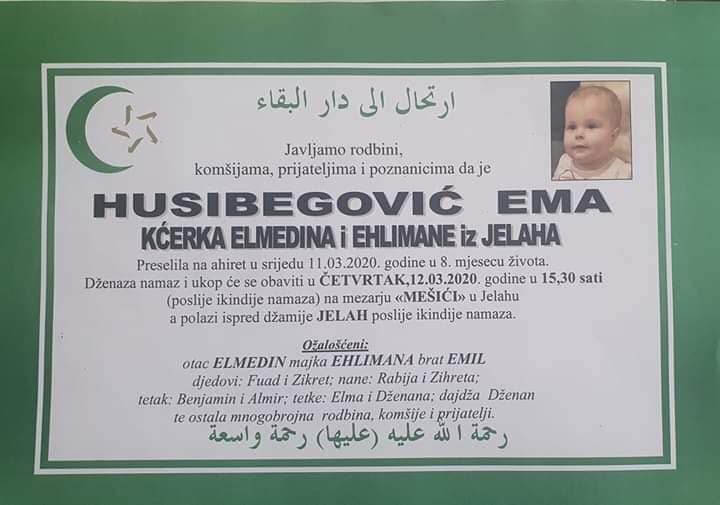 ارتحال الى دار البقاء
Javljamo rodbini,
komšijama, prijateljima i poznanicima da je
HUSIBEGOVIĆ EMA
KĆERKA ELMEDINA i EHLIMANE iz JELAHA
Preselila na ahiret u srijedu 11.03.2020. godine u 8. mjesecu života.
Dženaza namaz i ukop će se obaviti u ČETVRTAK,12.03.2020. godine u 15,30 sati
(poslije ikindije namaza) na mezarju «MEŠIĆI» u Jelahu
a polazi ispred džamije JELAH poslije ikindije namaza.
Ožalošćeni:
otac ELMEDIN majka EHLIMANA brat EMIL
djedovi: Fuad i Zikret; nane: Rabija i Zihreta;
tetak: Benjamin i Almir; tetke: Elma i Dženana; dajdža Dženan
te ostala mnogobrojna rodbina, komšije i prijatelji.
رحمة الله عليه (عليها) رحمة واسعة